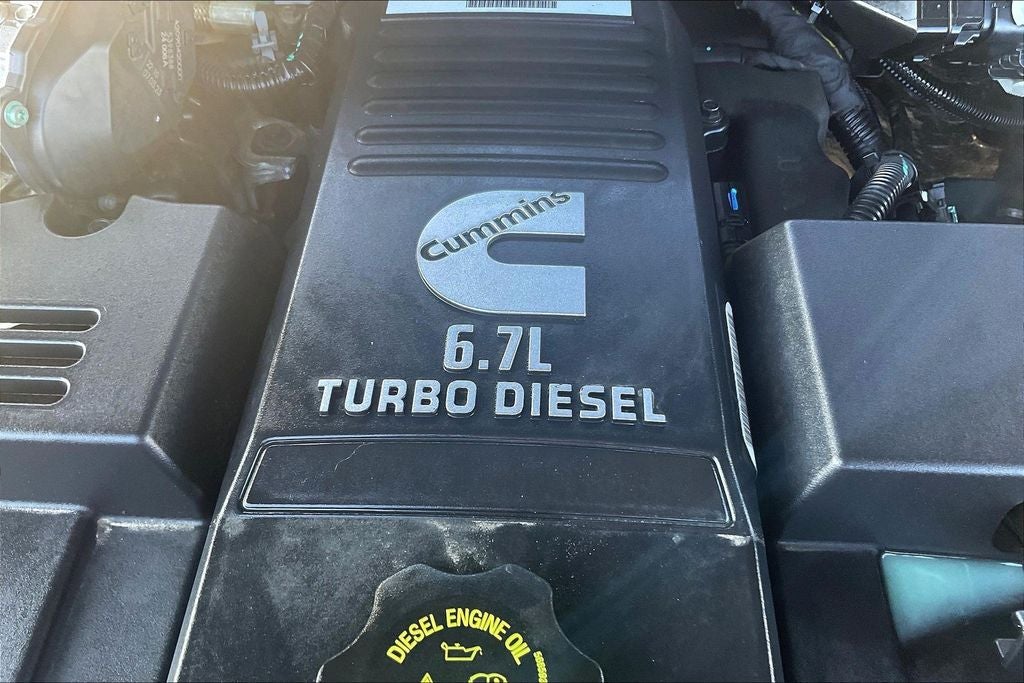 Cummins
6.7L
TURBO DIESEL
DIESEL ENGINE OIL